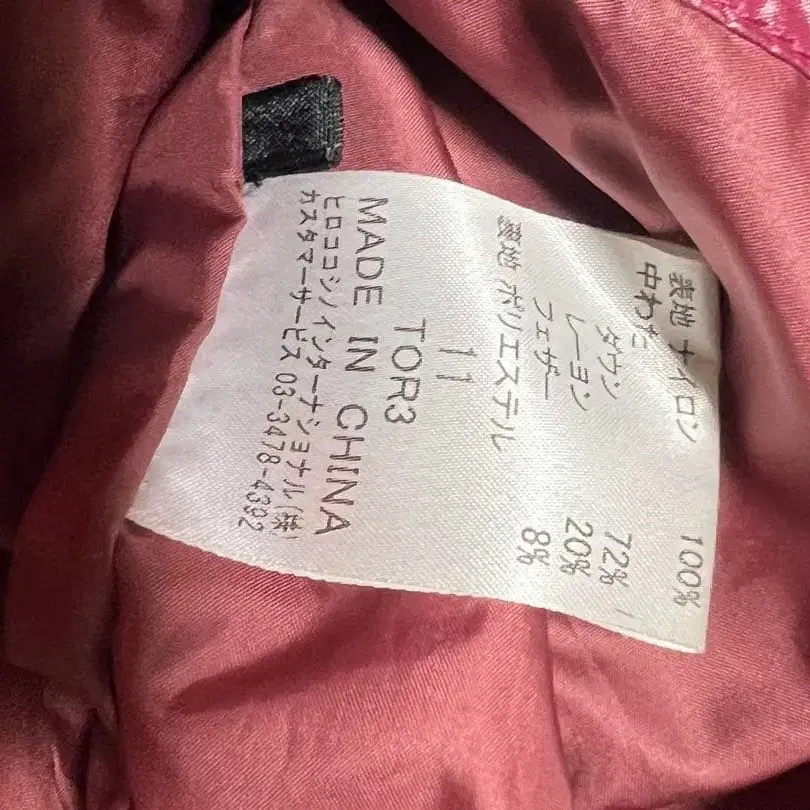 表地 ナイロン 100%
中わた
ダウン 72%
レーヨン 20%
フェザー 8%
裏地 ポリエステル
11
TOR3
MADE IN CHINA
ヒロココシノインターナショナル(株)
カスタマーサービス 03-3478-4392